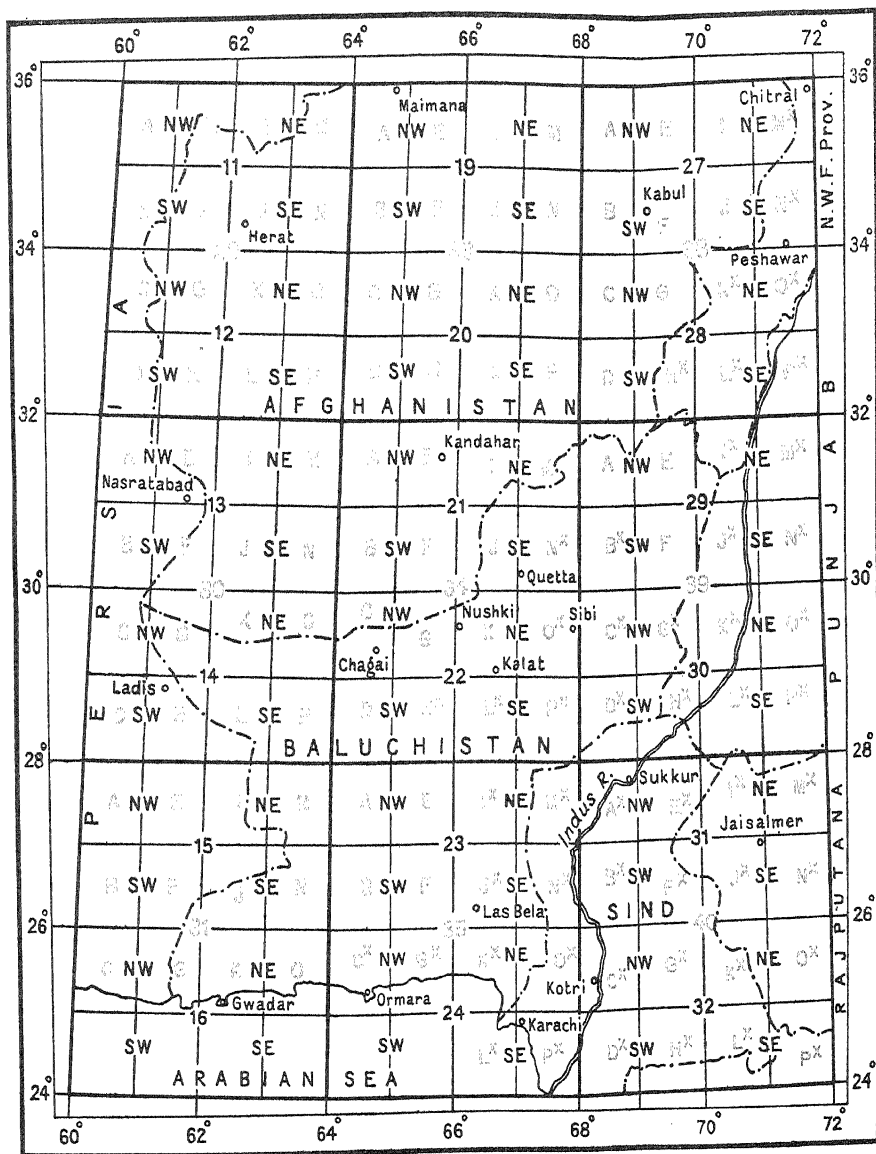 60° 62° 64° 66° 68° 70° 72°
36° Maimana Chitral 36°
NW NE NW NE NW NE
11 19 27
N.W.F. Prov.
Kabul
SW SE SW SE SW SE
Herat
34° Peshawar 34°
NW NE NW NE NW NE
12 20 28
SW SE SW SE SW SE
32° AFGHANISTAN 32°
Kandahar
NW NE NW NE NW NE
Nasratabad
13 21 29
SW SE SW SE SW SE
PUNJAB
PERSIA
30° Quetta 30°
Nushki Sibi
NW NE NW NE NW NE
Chagai Kalat
14 22 30
Ladis
SW SE SW SE SW SE
28° BALUCHISTAN 28°
Indus R. Sukkur
NW NE NW NE NW NE
Jaisalmer
15 23 31
SW SE SW SE SW SE
26° Las Bela SIND 26°
RAJPUTANA
NW NE NW NE NW NE
Kotri
Gwadar Ormara
16 24 32
Karachi
SW SE SW SE SW SE
24° ARABIAN SEA 24°
60° 62° 64° 66° 68° 70° 72°